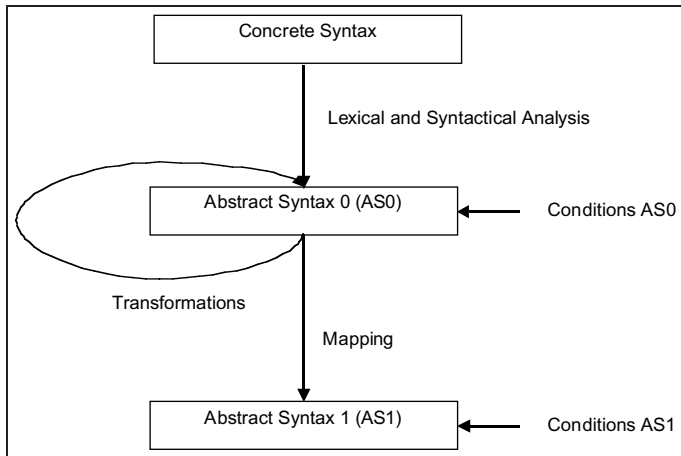 Concrete Syntax
Lexical and Syntactical Analysis
Abstract Syntax 0 (AS0)
Conditions AS0
Transformations
Mapping
Abstract Syntax 1 (AS1)
Conditions AS1